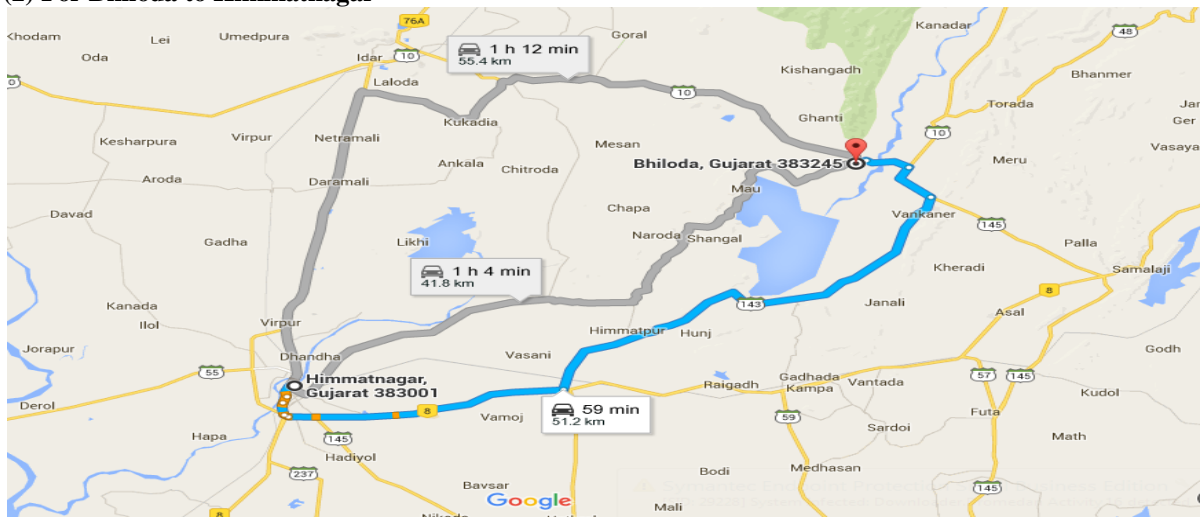 (2) For Bhiloda to Himmatnagar
76A
Kanadar
Khodam
Lei
Umedpura
Goral
48
Oda
Idar
10
1 h 12 min
55.4 km
Kishangadh
Bhanmer
Laloda
10
Torada
Kukadia
Ghanti
10
Ger
Kesharpura
Virpur
Netramali
Mesan
Vasaya
Ankala
Chitroda
Bhiloda, Gujarat 383245
Meru
Aroda
Daramali
Mau
Davad
Chapa
Vankaner
Gadha
Likhi
Naroda
Shangal
145
Palla
1 h 4 min
41.8 km
Kheradi
Samalaji
Kanada
8
Ilol
Virpur
143
Janali
Asal
Himmatpur
Hunj
Jorapur
Dhandha
Vasani
Godh
55
Himmatnagar,
Gujarat 383001
Raigadh
Gadhada
Kampa
Vantada
57
145
Kudol
Derol
8
Vamoj
59 min
51.2 km
59
Futa
Hapa
145
Sardoi
Math
Hadiyol
237
Bodi
Medhasan
Bavsar
145
Google
Mali
8